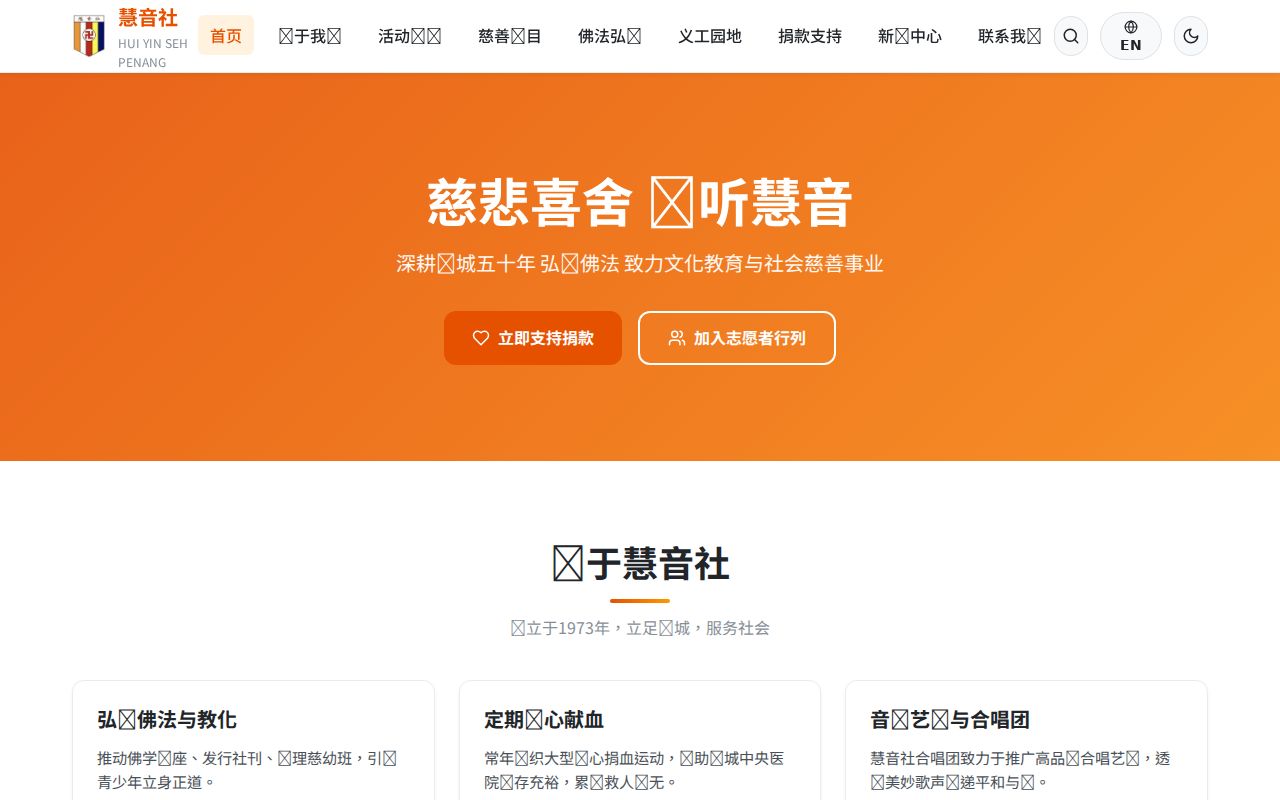 慧音社
HUI YIN SEH
PENANG
首页
于我
活动
慈善目
佛法弘
义工园地
捐款支持
新中心
联系我
EN
慈悲喜舍 听慧音
深耕城五十年 弘佛法 致力文化教育与社会慈善事业
立即支持捐款
加入志愿者行列
于慧音社
立于1973年，立足城，服务社会
弘佛法与教化
推动佛学座、发行社刊、理慈幼班，引
青少年立身正道。
定期心献血
常年织大型心捐血运动，助城中央医
院存充裕，累救人无。
音艺与合唱团
慧音社合唱团致力于推广高品合唱艺，透
美妙歌声递平和与。